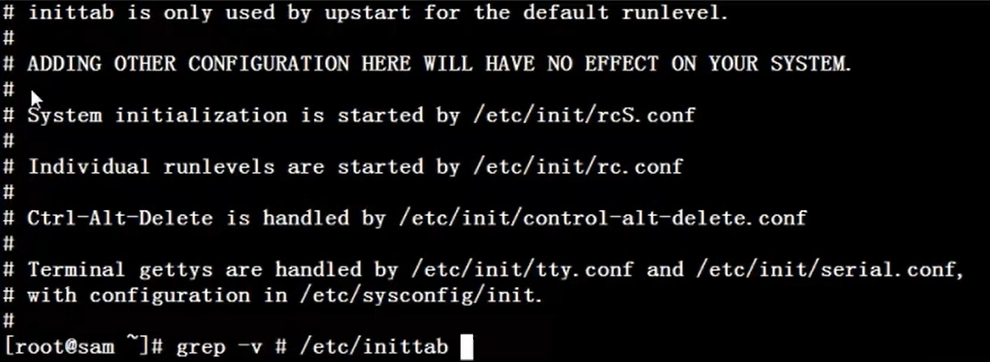 # inittab is only used by upstart for the default runlevel.
#
# ADDING OTHER CONFIGURATION HERE WILL HAVE NO EFFECT ON YOUR SYSTEM.
#
# System initialization is started by /etc/init/rcS.conf
#
# Individual runlevels are started by /etc/init/rc.conf
#
# Ctrl-Alt-Delete is handled by /etc/init/control-alt-delete.conf
#
# Terminal gettys are handled by /etc/init/tty.conf and /etc/init/serial.conf,
# with configuration in /etc/sysconfig/init.
#
[root@sam ~]# grep -v # /etc/inittab